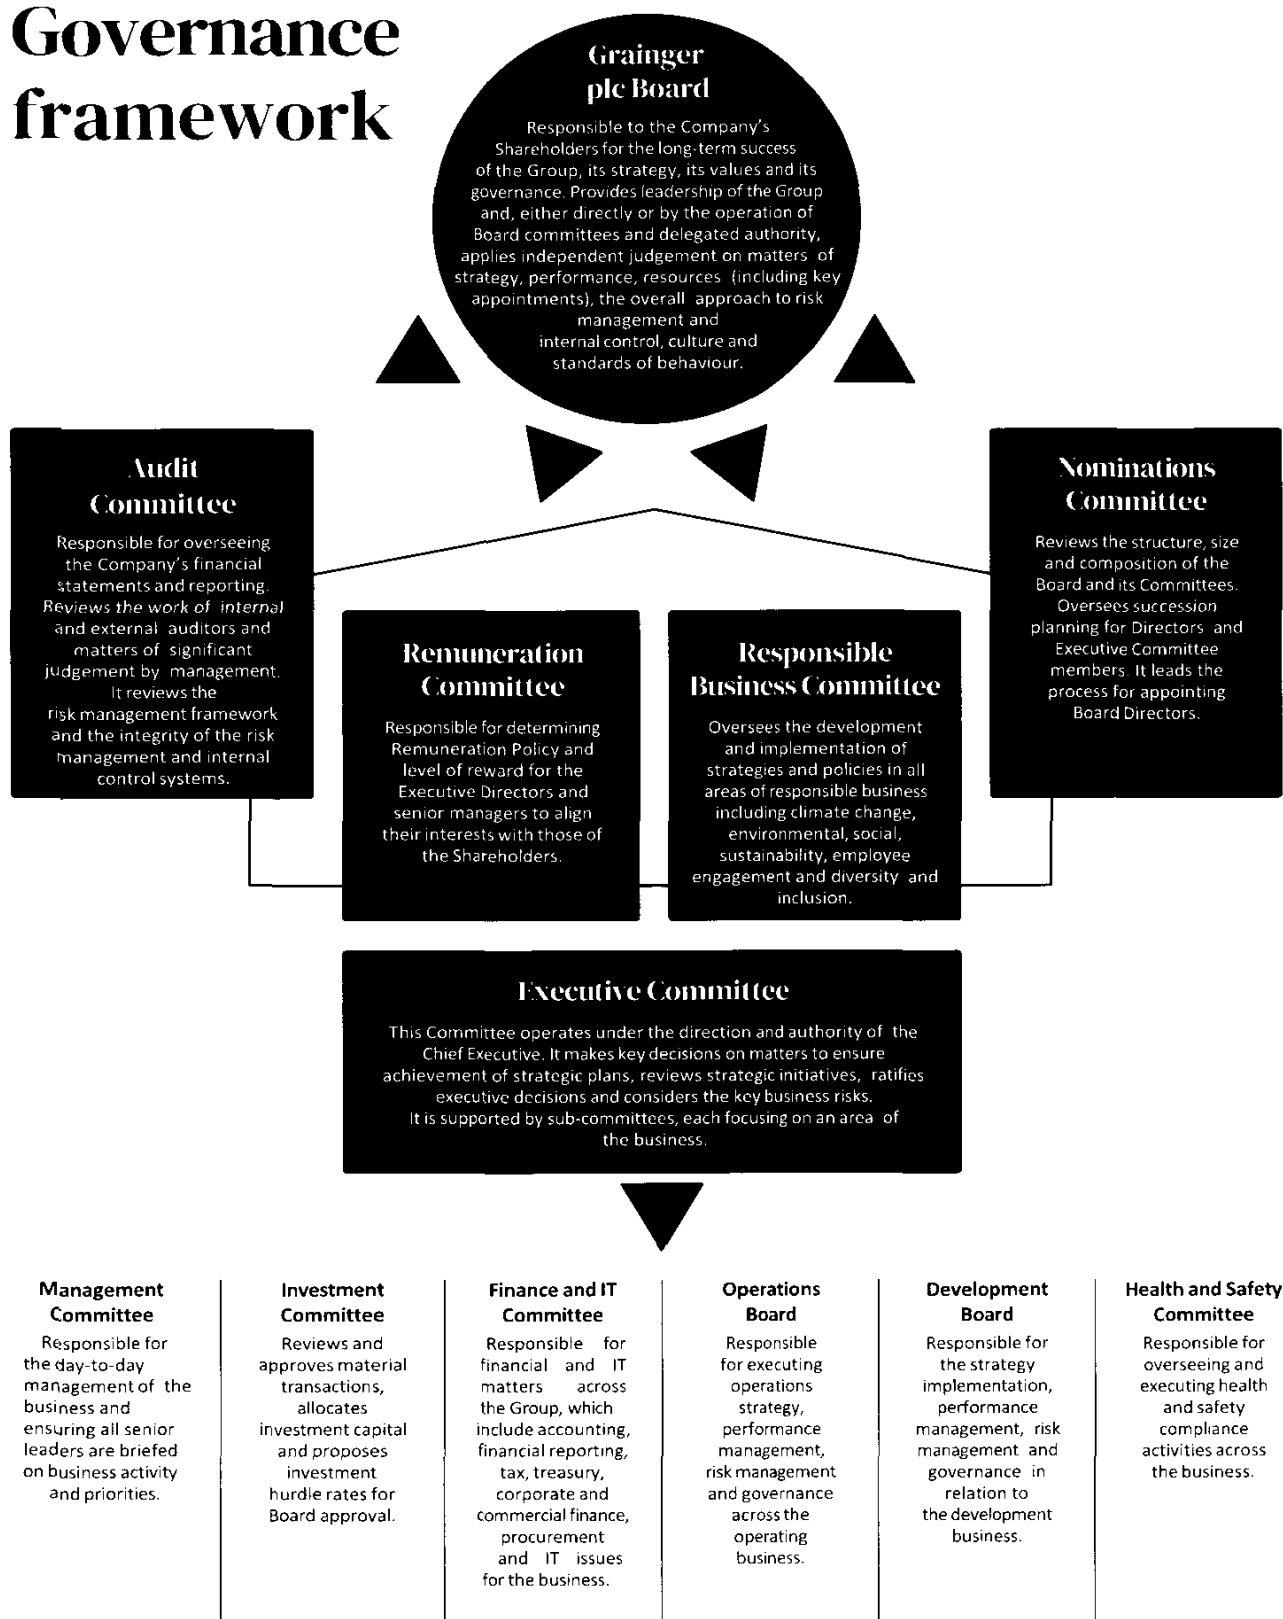 Governance
framework
Grainger
plc Board
Responsible to the Company's
Shareholders for the long-term success
of the Group, its strategy, its values and its
governance. Provides leadership of the Group
and, either directly or by the operation of
Board committees and delegated authority,
applies independent judgement on matters of
strategy, performance, resources (including key
appointments), the overall approach to risk
management and
internal control, culture and
standards of behaviour.
Audit
Committee
Responsible for overseeing
the Company's financial
statements and reporting.
Reviews the work of internal
and external auditors and
matters of significant
judgement by management.
It reviews the
risk management framework
and the integrity of the risk
management and internal
control systems.
Remuneration
Committee
Responsible for determining
Remuneration Policy and
level of reward for the
Executive Directors and
senior managers to align
their interests with those of
the Shareholders.
Responsible
Business Committee
Oversees the development
and implementation of
strategies and policies in all
areas of responsible business
including climate change,
environmental, social,
sustainability, employee
engagement and diversity and
inclusion.
Nominations
Committee
Reviews the structure, size
and composition of the
Board and its Committees.
Oversees succession
planning for Directors and
Executive Committee
members. It leads the
process for appointing
Board Directors.
Executive Committee
This Committee operates under the direction and authority of the
Chief Executive. It makes key decisions on matters to ensure
achievement of strategic plans, reviews strategic initiatives, ratifies
executive decisions and considers the key business risks.
It is supported by sub-committees, each focusing on an area of
the business.
Management
Committee
Responsible for
the day-to-day
management of the
business and
ensuring all senior
leaders are briefed
on business activity
and priorities.
Investment
Committee
Reviews and
approves material
transactions,
allocates
investment capital
and proposes
investment
hurdle rates for
Board approval.
Finance and IT
Committee
Responsible for
financial and IT
matters across
the Group, which
include accounting,
financial reporting,
tax, treasury,
corporate and
commercial finance,
procurement
and IT issues
for the business.
Operations
Board
Responsible
for executing
operations
strategy,
performance
management,
risk management
and governance
across the
operating
business.
Development
Board
Responsible for
the strategy
implementation,
performance
management, risk
management and
governance in
relation to
the development
business.
Health and Safety
Committee
Responsible for
overseeing and
executing health
and safety
compliance
activities across
the business.